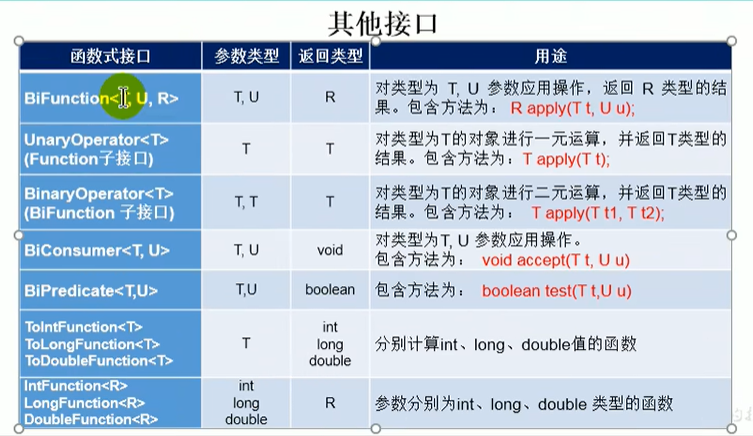 其他接口
函数式接口 参数类型 返回类型 用途
BiFunction<T, U, R> T, U R 对类型为 T, U 参数应用操作，返回 R 类型的结
果。包含方法为： R apply(T t, U u);
UnaryOperator<T>
(Function子接口) T T 对类型为T的对象进行一元运算，并返回T类型的
结果。包含方法为：T apply(T t);
BinaryOperator<T>
(BiFunction 子接口) T, T T 对类型为T的对象进行二元运算，并返回T类型的
结果。包含方法为： T apply(T t1, T t2);
BiConsumer<T, U> T, U void 对类型为T, U 参数应用操作。
包含方法为： void accept(T t, U u)
BiPredicate<T,U> T,U boolean 包含方法为： boolean test(T t,U u)
ToIntFunction<T> int
ToLongFunction<T> T long 分别计算int、long、double值的函数
ToDoubleFunction<T> double
IntFunction<R> int
LongFunction<R> long R 参数分别为int、long、double 类型的函数
DoubleFunction<R> double